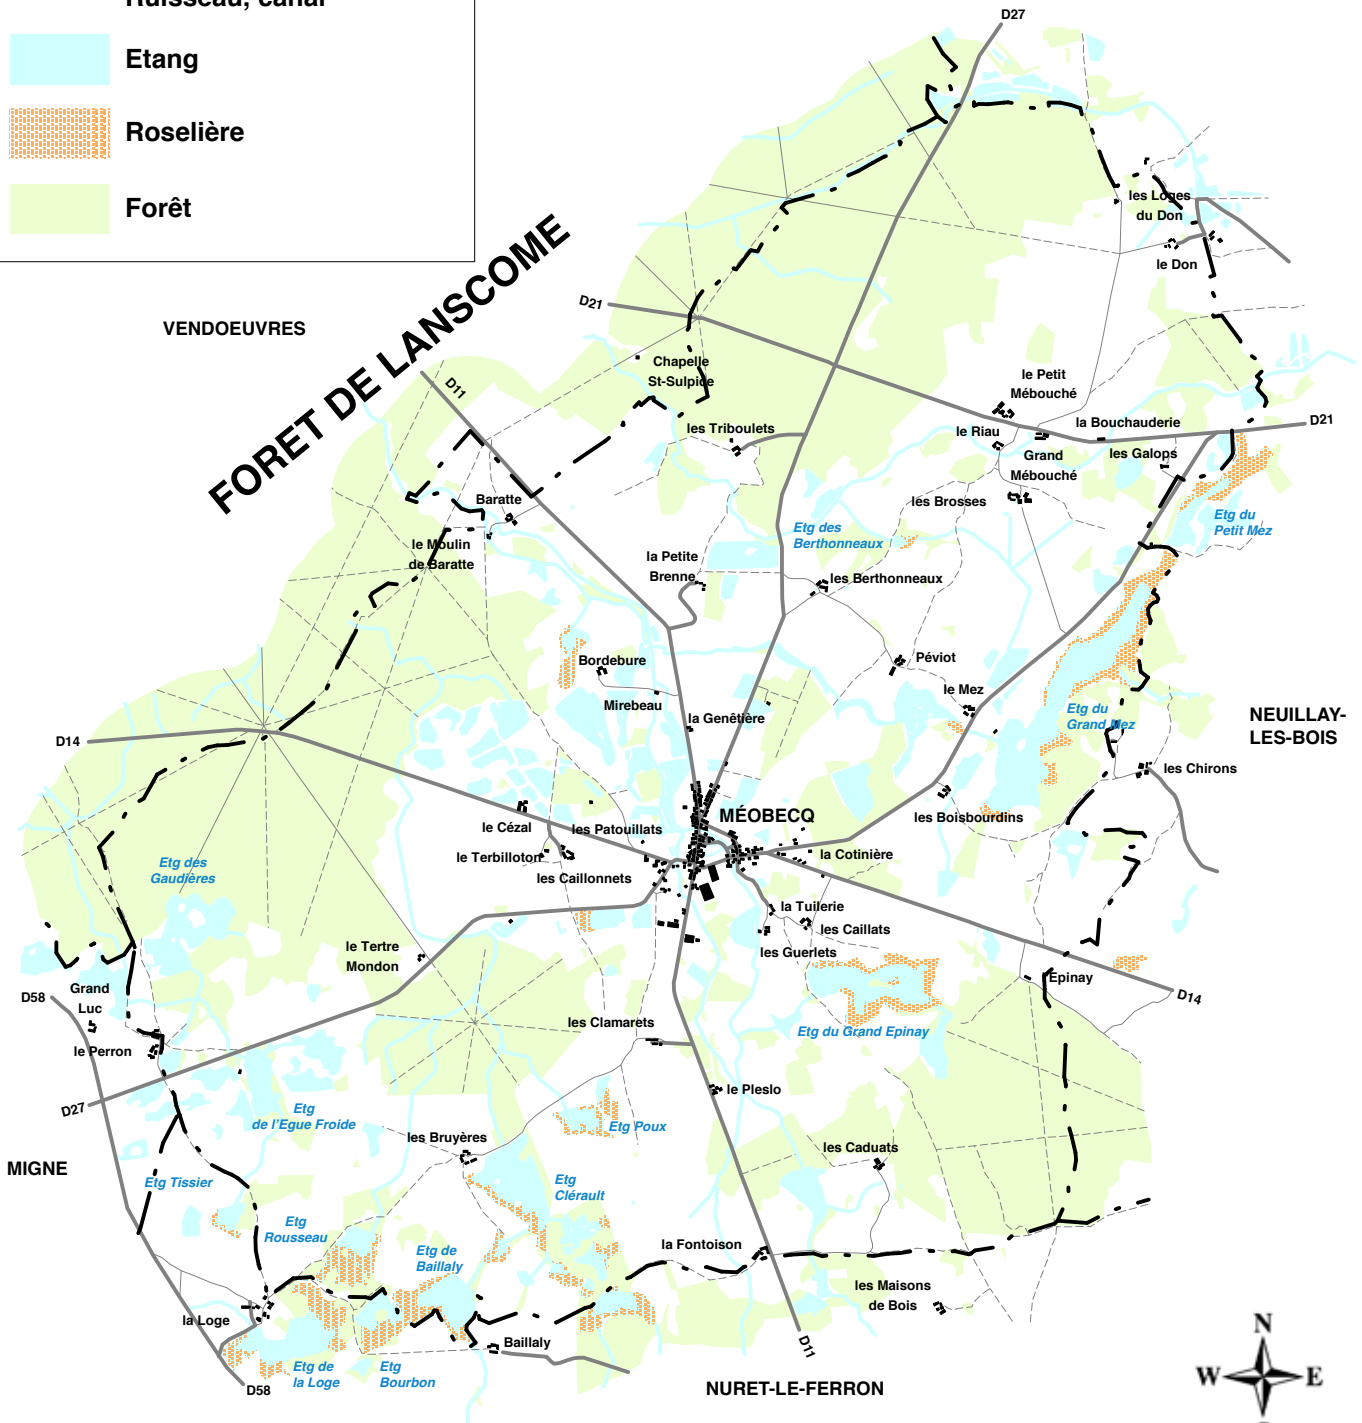 Ruisseau, canal
Etang
Roselière
Forêt
D27
les Loges
du Don
le Don
FORET DE LANSCOME
VENDOEUVRES
D21
D11
Chapelle
St-Sulpice
le Petit
Mébouché
les Triboulets
le Riau
la Bouchauderie
D21
Grand
Mébouché
les Galops
Baratte
les Brosses
Etg du
Petit Mez
le Moulin
de Baratte
Etg des
Berthonneaux
la Petite
Brenne
les Berthonneaux
Bordebure
Péviot
Mirebeau
le Mez
la Genêtière
Etg du
Grand Mez
NEUILLAY-
LES-BOIS
D14
les Chirons
le Cézal
les Patouillats
MÉOBECQ
les Boisbourdins
le Terbilloton
la Cotinière
Etg des
Gaudières
les Caillonnets
la Tuilerie
les Caillats
le Tertre
Mondon
les Guerlets
Epinay
Grand
Luc
D58
D14
les Clamarets
Etg du Grand Epinay
le Perron
le Pleslo
D27
Etg
de l'Egue Froide
Etg Poux
les Bruyères
les Caduats
MIGNE
Etg Tissier
Etg
Clérault
Etg
Rousseau
Etg de
Baillaly
la Fontoison
les Maisons
de Bois
la Loge
Baillaly
D11
Etg de
la Loge
Etg
Bourbon
D58
NURET-LE-FERRON
N
W
E